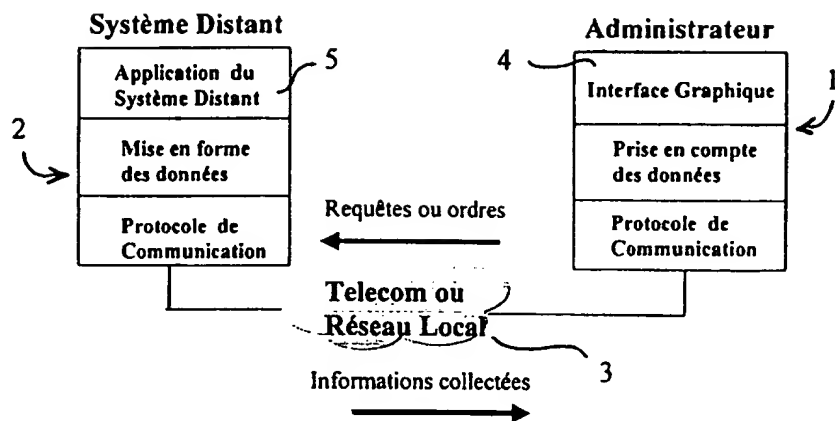 Système Distant
Administrateur
5
4
1
2
Application du
Système Distant
Interface Graphique
Mise en forme
des données
Prise en compte
des données
Protocole de
Communication
Protocole de
Communication
Requêtes ou ordres
Telecom ou
Réseau Local
3
Informations collectées